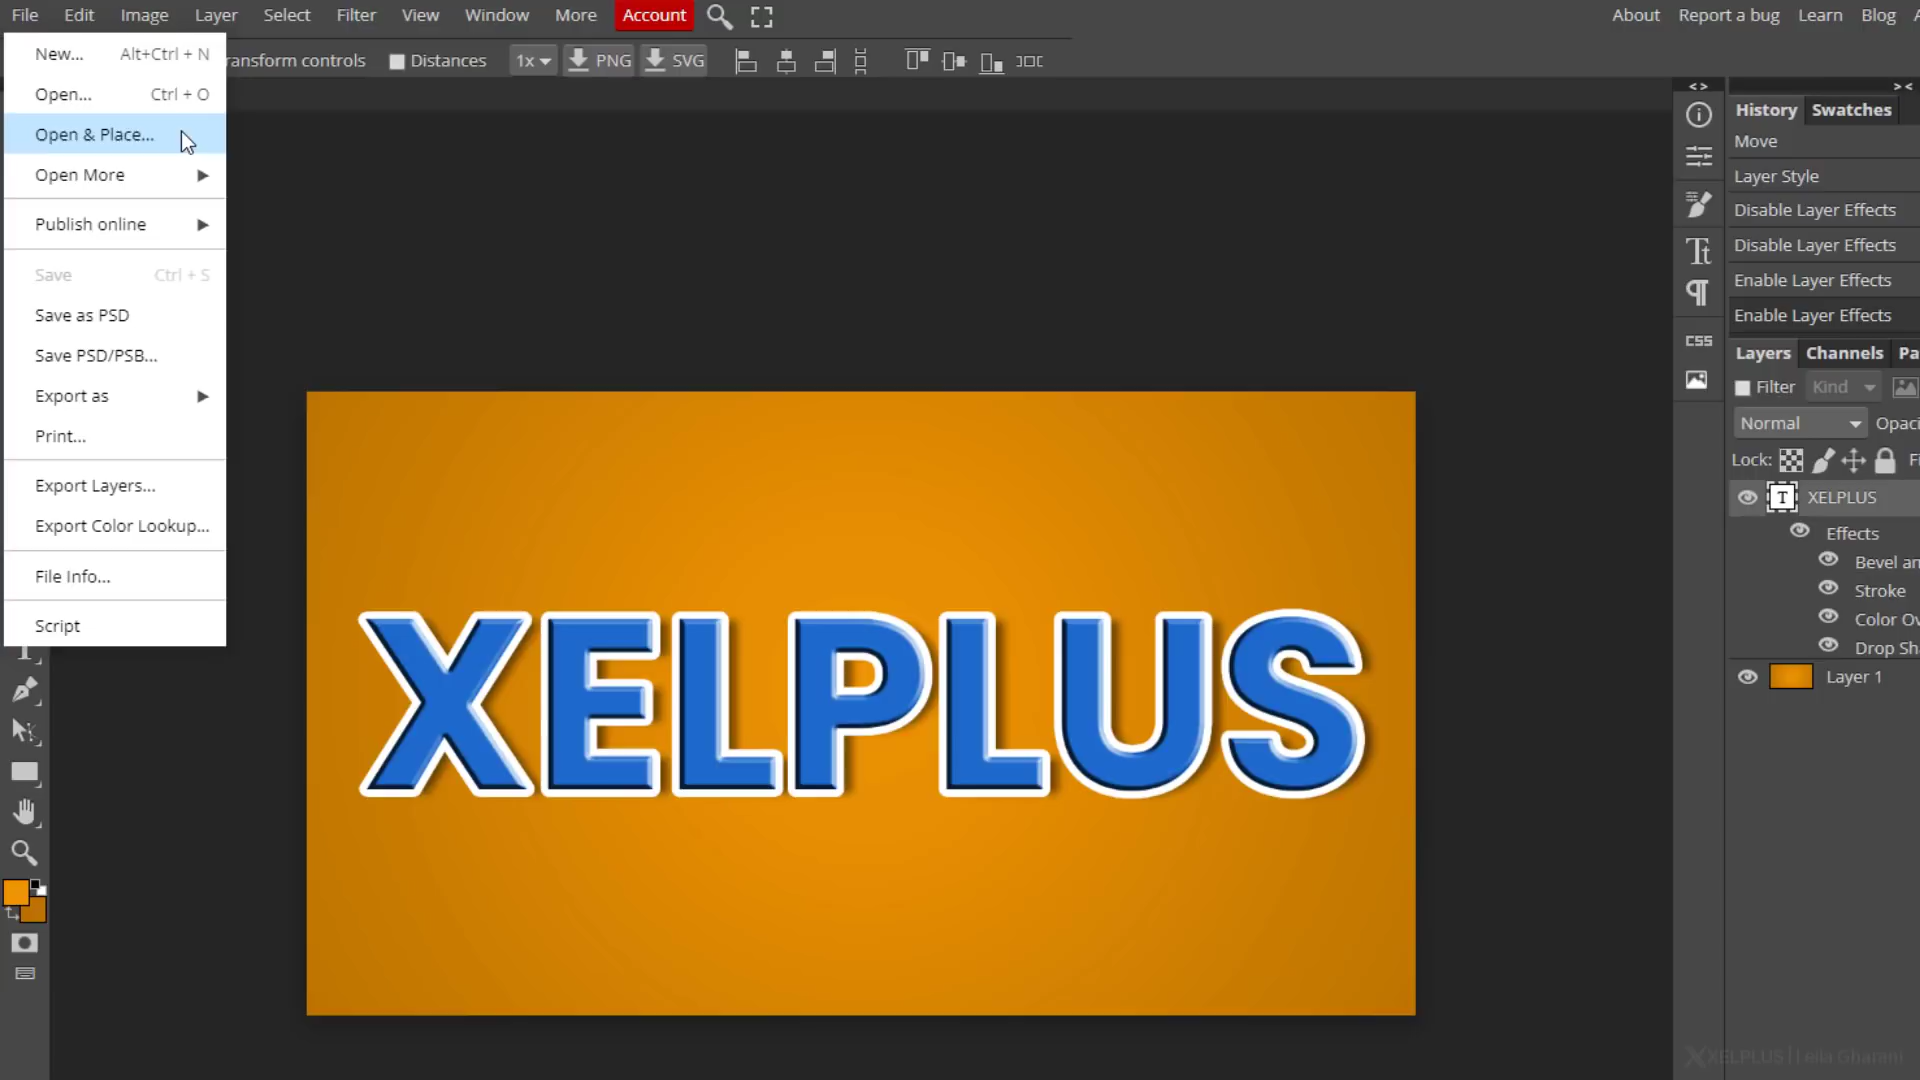 File Edit Image Layer Select Filter View Window More Account About Report a bug Learn Blog A
New... Alt+Ctrl + N
ransform controls Distances 1x PNG SVG
Open... Ctrl + O
Open & Place...
Open More
Publish online
Save Ctrl + S
Save as PSD
Save PSD/PSB...
Export as
Print...
Export Layers...
Export Color Lookup...
File Info...
Script
XELPLUS
< >
> <
CSS
History Swatches
Move
Layer Style
Disable Layer Effects
Disable Layer Effects
Enable Layer Effects
Enable Layer Effects
Layers Channels Pa
Filter Kind
Normal Opaci
Lock: Fi
T XELPLUS
Effects
Bevel an
Stroke
Color Ov
Drop Sha
Layer 1
XELPLUS | Leila Gharani